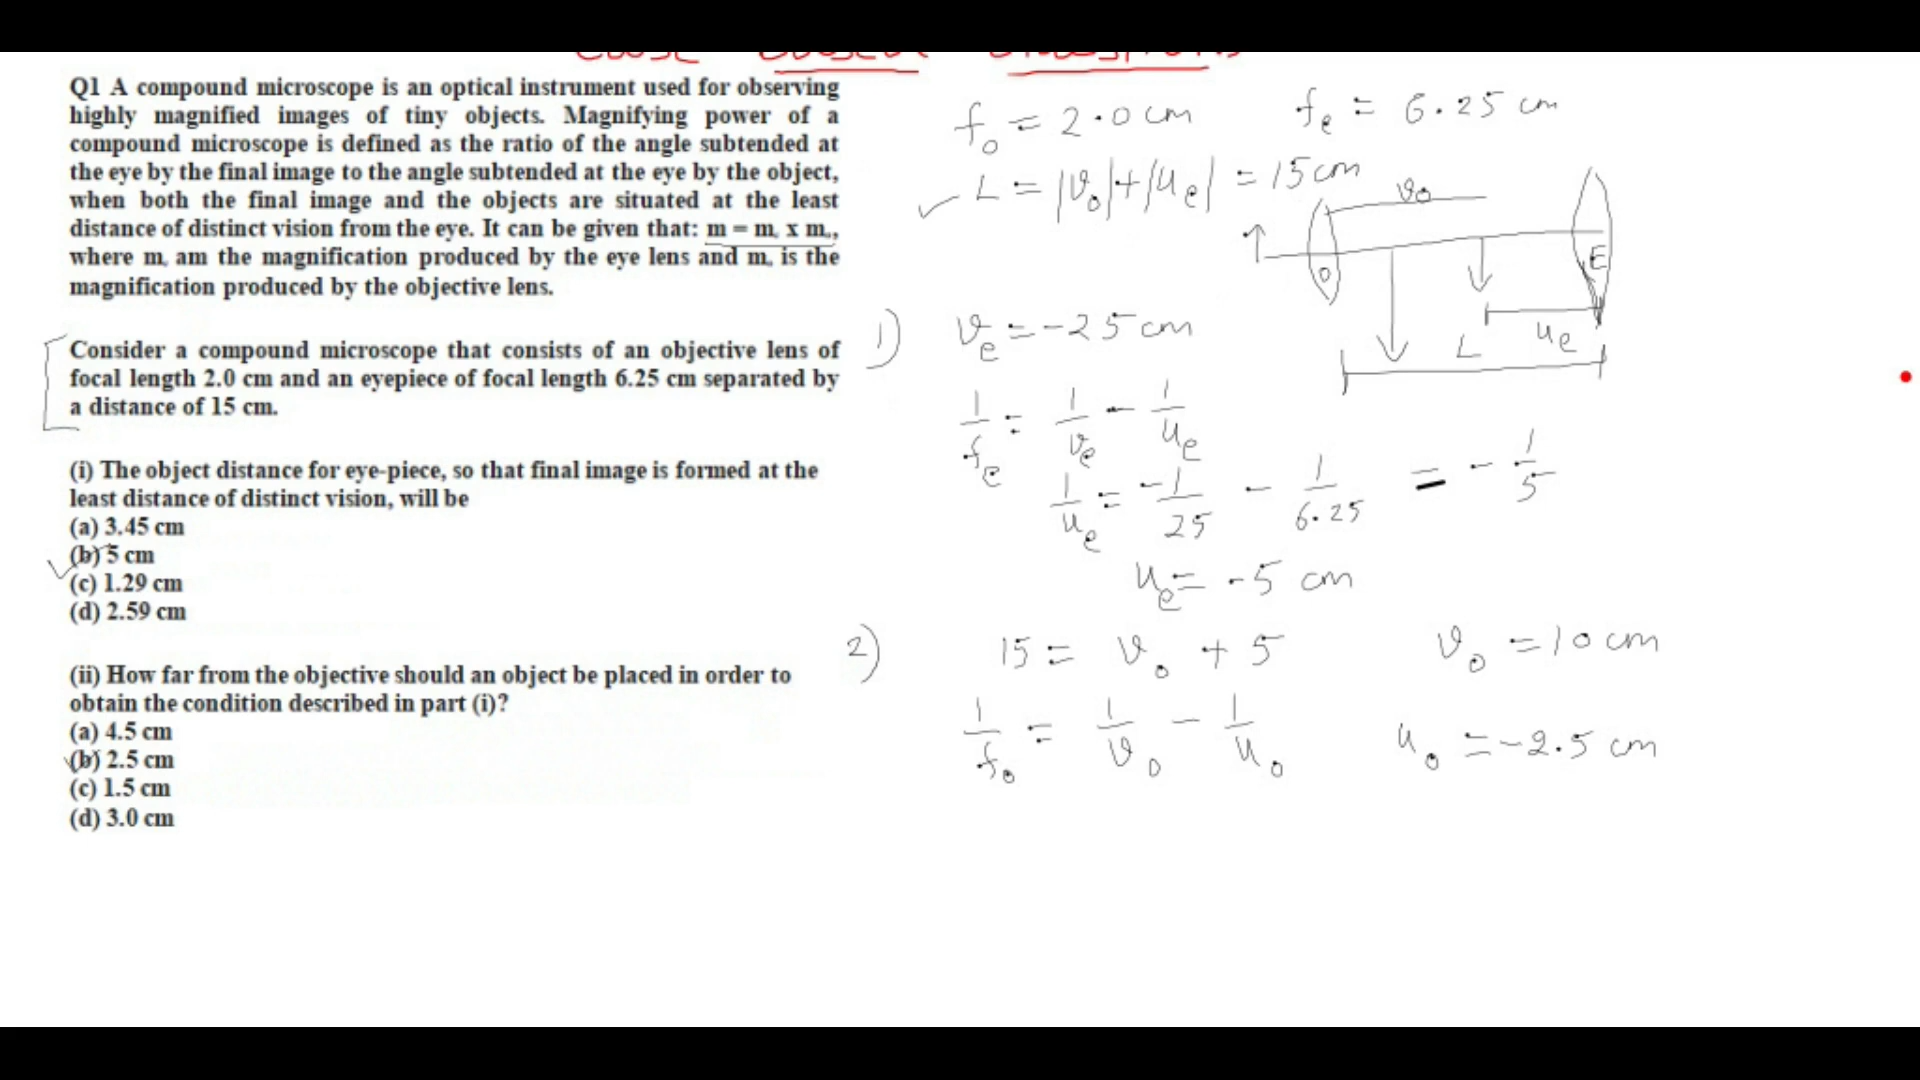 Q1 A compound microscope is an optical instrument used for observing
highly magnified images of tiny objects. Magnifying power of a
compound microscope is defined as the ratio of the angle subtended at
the eye by the final image to the angle subtended at the eye by the object,
when both the final image and the objects are situated at the least
distance of distinct vision from the eye. It can be given that: m = m. x m.,
where m. am the magnification produced by the eye lens and m. is the
magnification produced by the objective lens.
Consider a compound microscope that consists of an objective lens of
focal length 2.0 cm and an eyepiece of focal length 6.25 cm separated by
a distance of 15 cm.
(i) The object distance for eye-piece, so that final image is formed at the
least distance of distinct vision, will be
(a) 3.45 cm
(b) 5 cm
(c) 1.29 cm
(d) 2.59 cm
(ii) How far from the objective should an object be placed in order to
obtain the condition described in part (i)?
(a) 4.5 cm
(b) 2.5 cm
(c) 1.5 cm
(d) 3.0 cm
f₀ = 2.0 cm fₑ = 6.25 cm
L = |v₀| + |uₑ| = 15 cm
v₀
O
E
uₑ
L
1) vₑ = -25 cm
1/fₑ = 1/vₑ - 1/uₑ
1/uₑ = -1/25 - 1/6.25 = - 1/5
uₑ = -5 cm
2) 15 = v₀ + 5 v₀ = 10 cm
1/f₀ = 1/v₀ - 1/u₀ u₀ = -2.5 cm